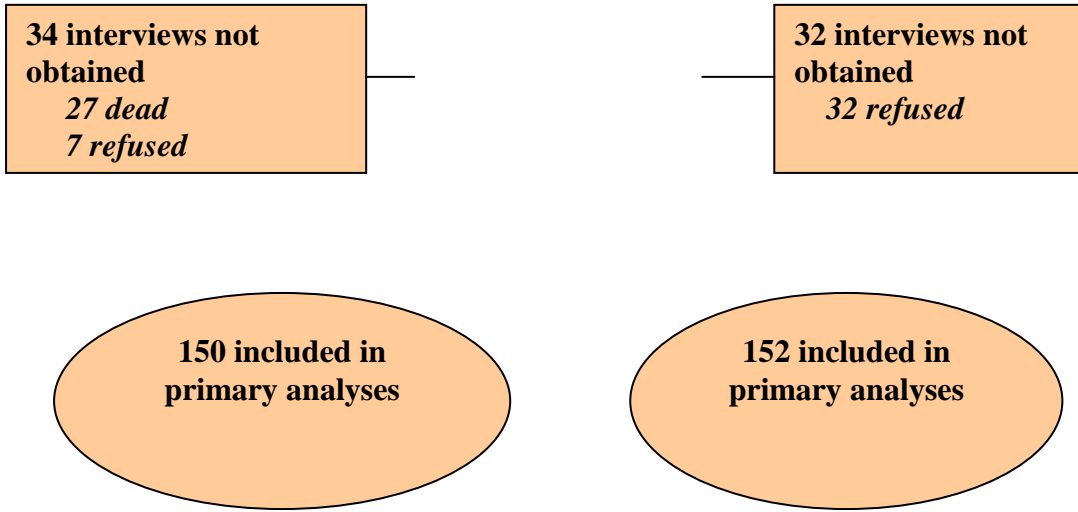 34 interviews not
obtained
27 dead
7 refused
32 interviews not
obtained
32 refused
150 included in
primary analyses
152 included in
primary analyses